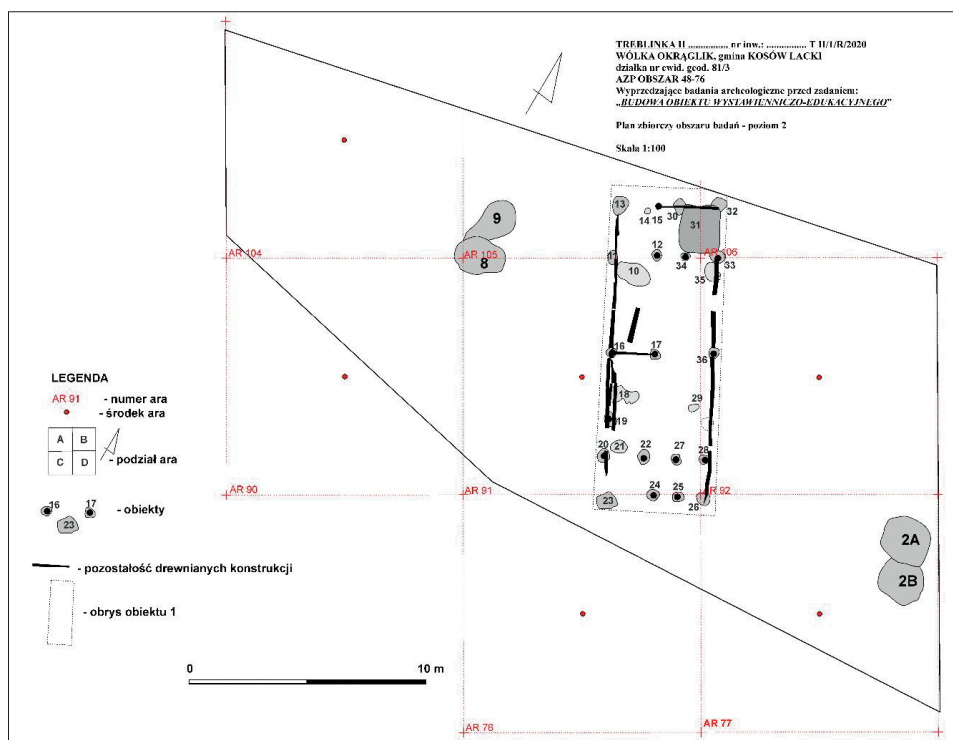 TREBLINKA II ................ nr inw.: ................ T II/1/R/2020
WÓLKA OKRĄGLIK, gmina KOSÓW LACKI
działka nr ewid. geod. 81/3
AZP OBSZAR 48-76
Wyprzedzające badania archeologiczne przed zadaniem:
„BUDOWA OBIEKTU WYSTAWIENNICZO-EDUKACYJNEGO”
Plan zbiorczy obszaru badań - poziom 2
Skala 1:100
13
14 15
30
31
32
9
8
AR 104
AR 105
AR 106
12
34
33
10
35
16
17
36
18
19
29
20
21
22
27
28
23
24
25
26
AR 90
AR 91
AR 92
2A
2B
LEGENDA
AR 91 - numer ara
- środek ara
A B
C D
- podział ara
16 17
23
- obiekty
- pozostałość drewnianych konstrukcji
- obrys obiektu 1
0 10 m
AR 76
AR 77